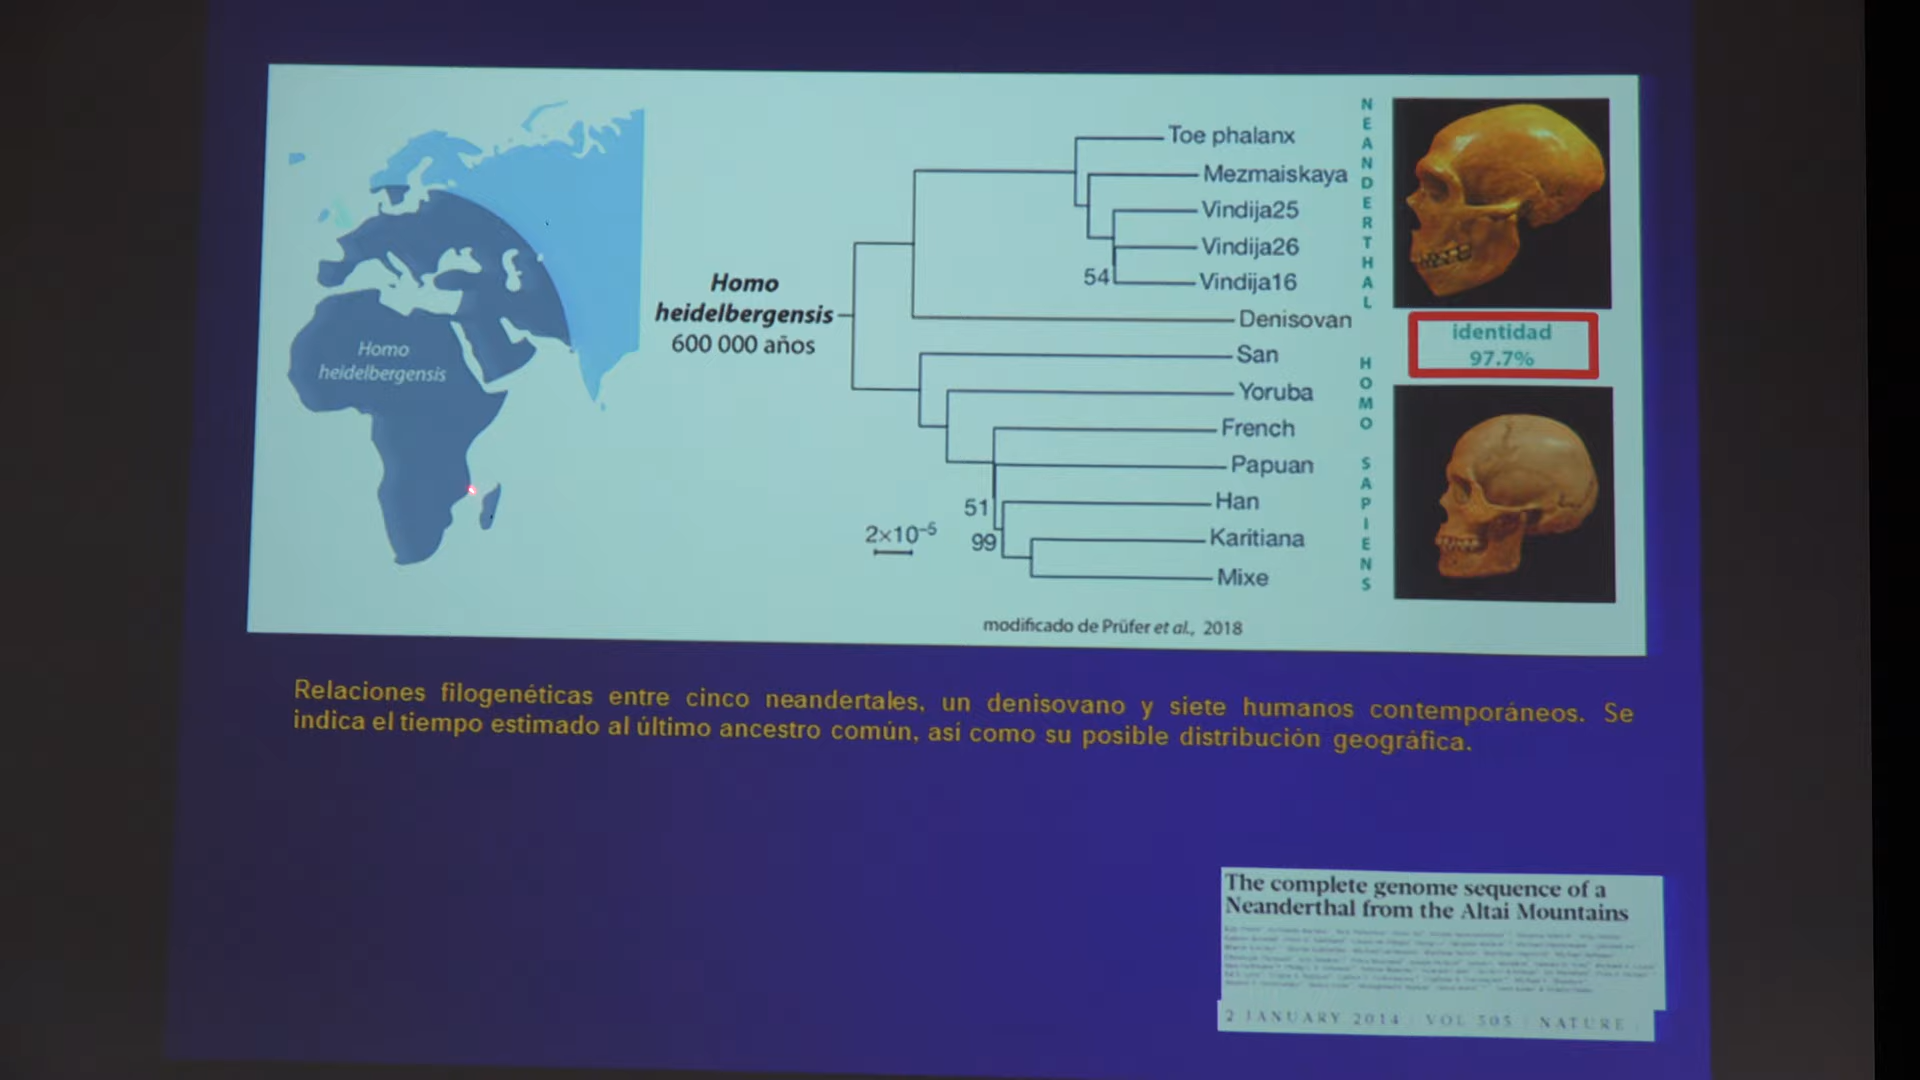 Homo
heidelbergensis
Homo
heidelbergensis
600 000 años
Toe phalanx
Mezmaiskaya
Vindija25
Vindija26
54
Vindija16
Denisovan
San
Yoruba
French
Papuan
51
Han
2×10⁻⁵
99
Karitiana
Mixe
NEANDERTHAL
HOMO SAPIENS
identidad
97.7%
modificado de Prüfer et al., 2018
Relaciones filogenéticas entre cinco neandertales, un denisovano y siete humanos contemporáneos. Se
indica el tiempo estimado al último ancestro común, así como su posible distribución geográfica.
The complete genome sequence of a
Neanderthal from the Altai Mountains
2 JANUARY 2014 | VOL 505 | NATURE